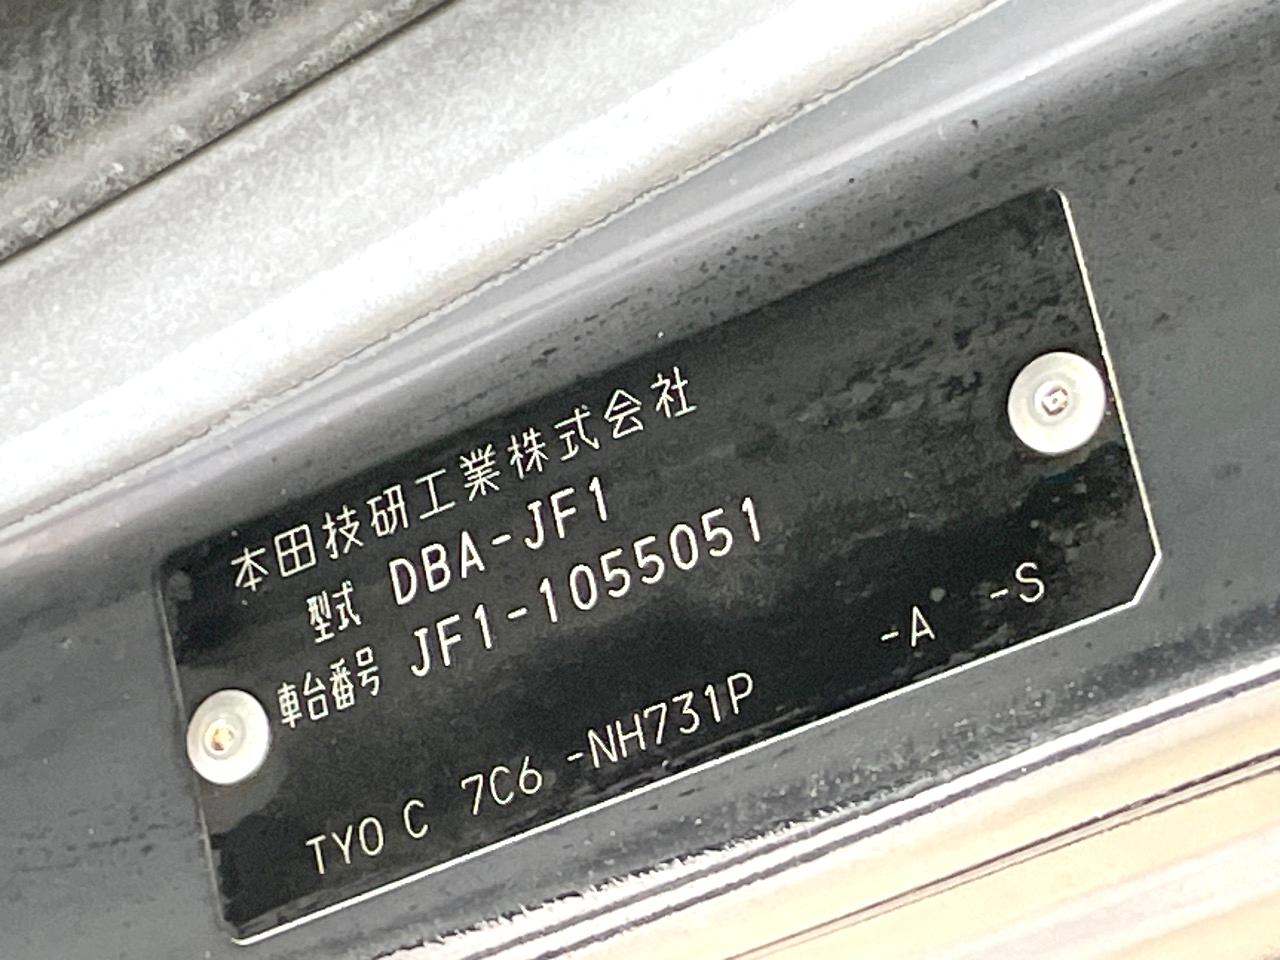 本田技研工業株式会社
型式 DBA-JF1
車台番号 JF1-1055051
TYO C 7C6 -NH731P -A -S